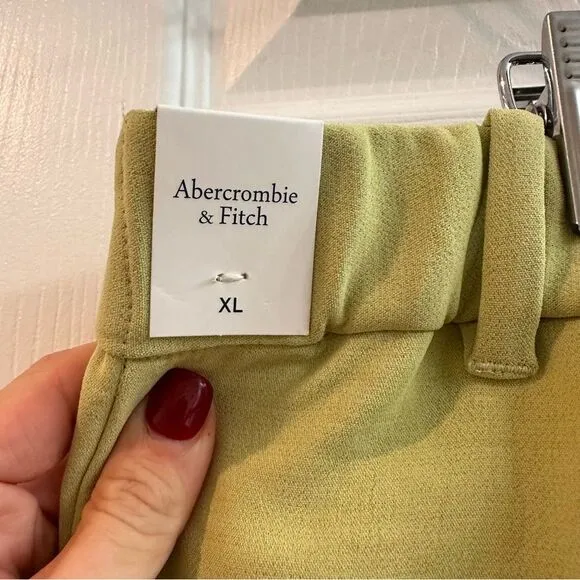 Abercrombie
& Fitch
XL